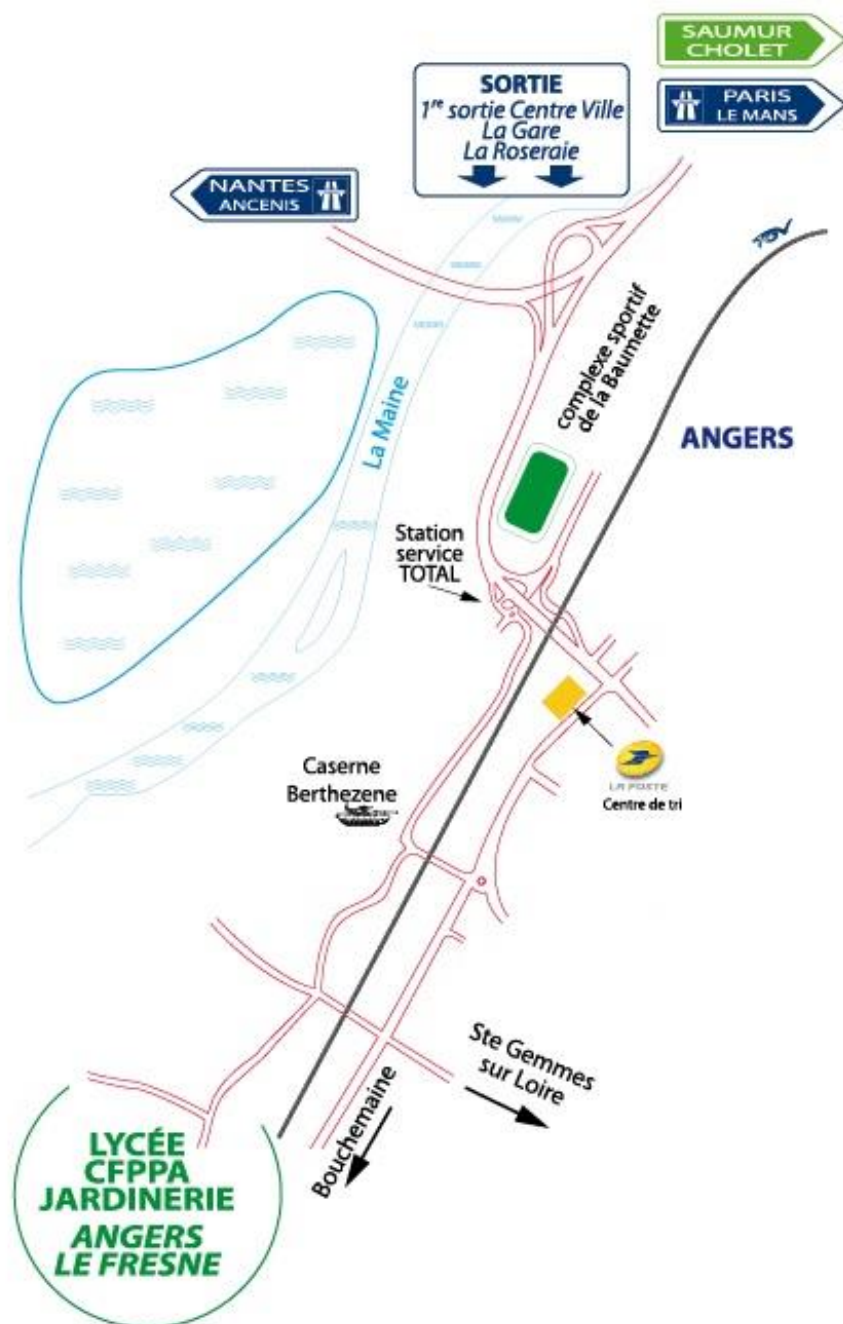 SAUMUR
CHOLET
SORTIE
1re sortie Centre Ville
La Gare
La Roseraie
PARIS
LE MANS
NANTES
ANCENIS
TGV
complexe sportif
de la Baumette
La Maine
ANGERS
Station
service
TOTAL
Caserne
Berthezene
LA POSTE
Centre de tri
Ste Gemmes
sur Loire
Bouchemaine
LYCÉE
CFPPA
JARDINERIE
ANGERS
LE FRESNE